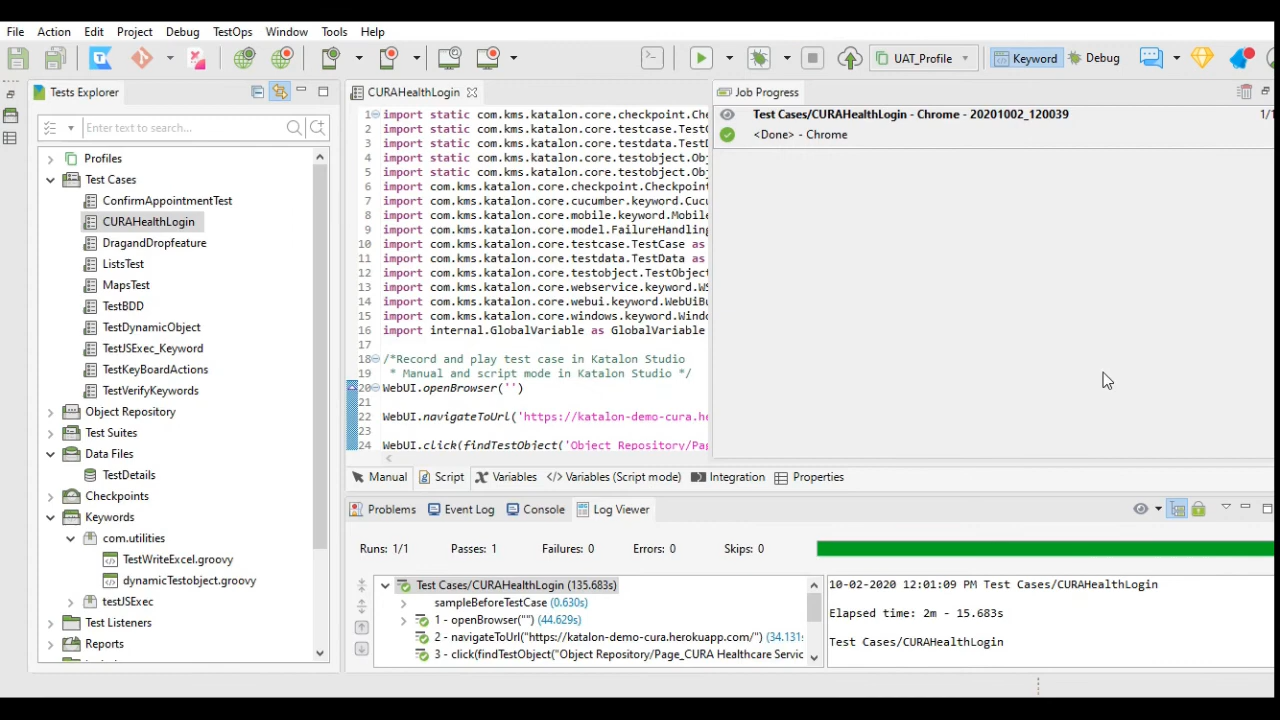 File Action Edit Project Debug TestOps Window Tools Help
UAT_Profile Keyword Debug
Tests Explorer
Enter text to search...
Profiles
Test Cases
ConfirmAppointmentTest
CURAHealthLogin
DragandDropfeature
ListsTest
MapsTest
TestBDD
TestDynamicObject
TestJSExec_Keyword
TestKeyBoardActions
TestVerifyKeywords
Object Repository
Test Suites
Data Files
TestDetails
Checkpoints
Keywords
com.utilities
TestWriteExcel.groovy
dynamicTestobject.groovy
testJSExec
Test Listeners
Reports
CURAHealthLogin
1 import static com.kms.katalon.core.checkpoint.Che
2 import static com.kms.katalon.core.testcase.TestC
3 import static com.kms.katalon.core.testdata.TestD
4 import static com.kms.katalon.core.testobject.Obj
5 import static com.kms.katalon.core.testobject.Obj
6 import com.kms.katalon.core.checkpoint.Checkpoint
7 import com.kms.katalon.core.cucumber.keyword.Cucu
8 import com.kms.katalon.core.mobile.keyword.Mobile
9 import com.kms.katalon.core.model.FailureHandling
10 import com.kms.katalon.core.testcase.TestCase as
11 import com.kms.katalon.core.testdata.TestData as
12 import com.kms.katalon.core.testobject.TestObject
13 import com.kms.katalon.core.webservice.keyword.WS
14 import com.kms.katalon.core.webui.keyword.WebUiBu
15 import com.kms.katalon.core.windows.keyword.Windo
16 import internal.GlobalVariable as GlobalVariable
17
18 /*Record and play test case in Katalon Studio
19 * Manual and script mode in Katalon Studio */
20 WebUI.openBrowser('')
21
22 WebUI.navigateToUrl('https://katalon-demo-cura.he
23
24 WebUI.click(findTestObject('Object Repository/Pag
Manual Script Variables Variables (Script mode) Integration Properties
Job Progress
Test Cases/CURAHealthLogin - Chrome - 20201002_120039 1/1
<Done> - Chrome
Problems Event Log Console Log Viewer
Runs: 1/1 Passes: 1 Failures: 0 Errors: 0 Skips: 0
Test Cases/CURAHealthLogin (135.683s)
sampleBeforeTestCase (0.630s)
1 - openBrowser("") (44.629s)
2 - navigateToUrl("https://katalon-demo-cura.herokuapp.com/") (34.131s
3 - click(findTestObject("Object Repository/Page_CURA Healthcare Servic
10-02-2020 12:01:09 PM Test Cases/CURAHealthLogin
Elapsed time: 2m - 15.683s
Test Cases/CURAHealthLogin